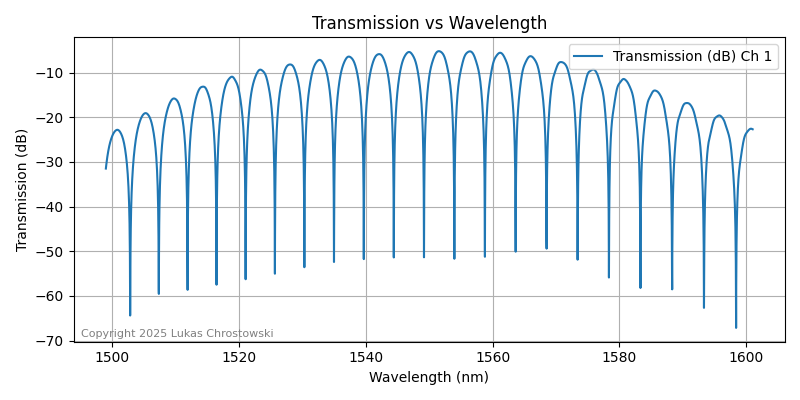 Transmission vs Wavelength
Transmission (dB) Ch 1
Transmission (dB)
−10
−20
−30
−40
−50
−60
−70
Copyright 2025 Lukas Chrostowski
1500 1520 1540 1560 1580 1600
Wavelength (nm)